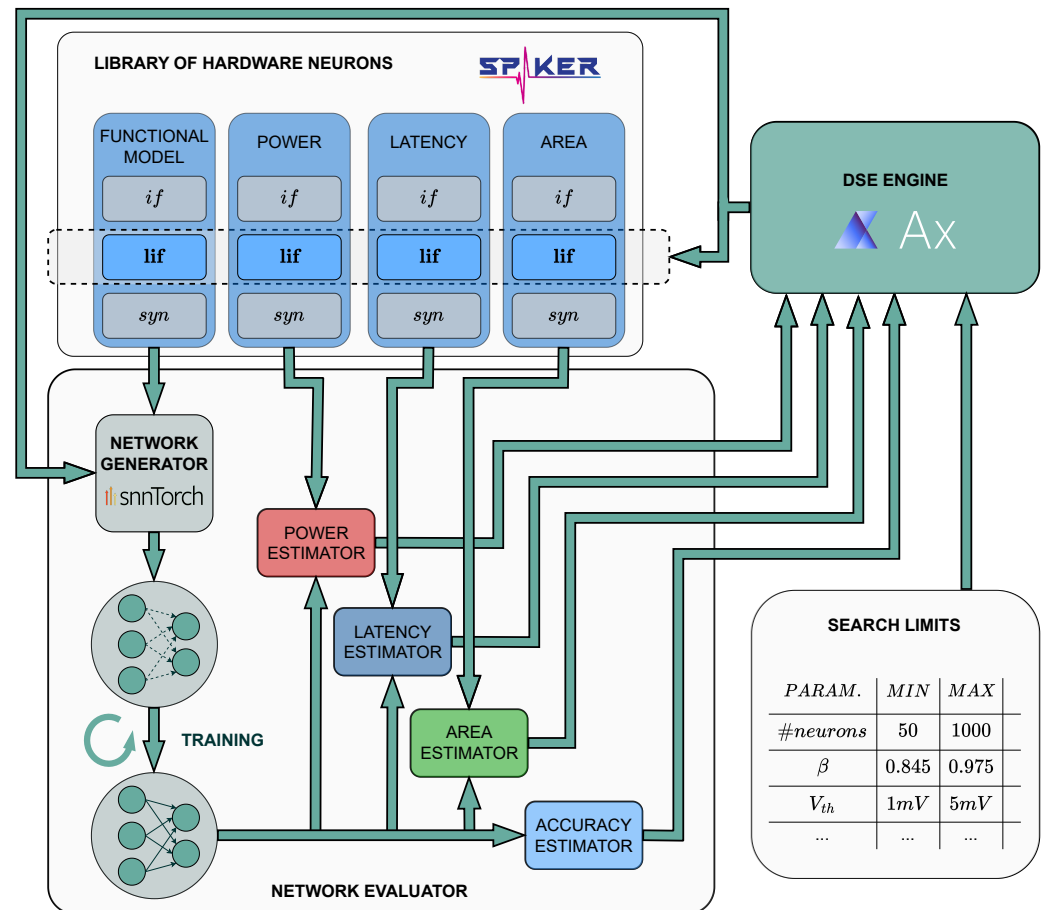 LIBRARY OF HARDWARE NEURONS
SPIKER
FUNCTIONAL
MODEL
if
lif
syn
POWER
if
lif
syn
LATENCY
if
lif
syn
AREA
if
lif
syn
DSE ENGINE
Ax
NETWORK
GENERATOR
snnTorch
POWER
ESTIMATOR
LATENCY
ESTIMATOR
AREA
ESTIMATOR
ACCURACY
ESTIMATOR
TRAINING
NETWORK EVALUATOR
SEARCH LIMITS
PARAM. MIN MAX
#neurons 50 1000
β 0.845 0.975
V_th 1mV 5mV
... ... ...